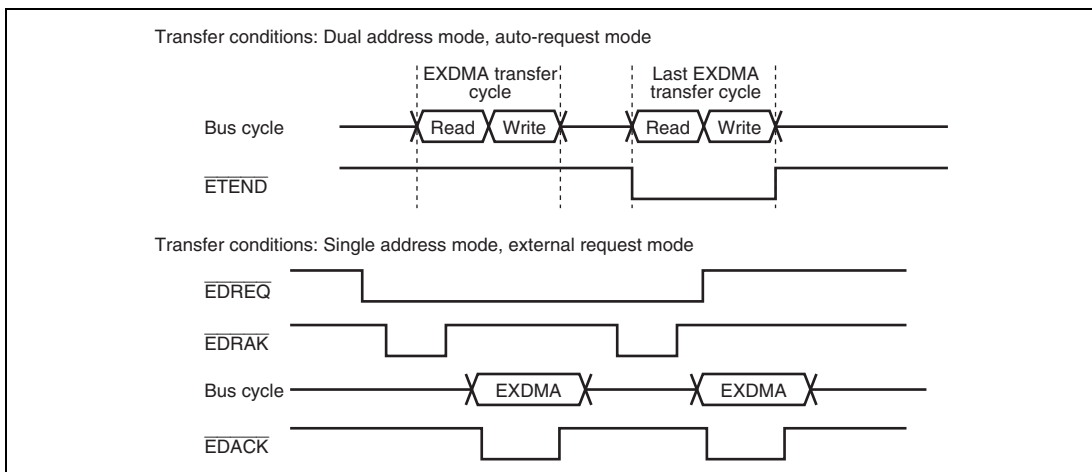 Transfer conditions: Dual address mode, auto-request mode
EXDMA transfer cycle
Last EXDMA transfer cycle
Bus cycle Read Write Read Write
ETEND
Transfer conditions: Single address mode, external request mode
EDREQ
EDRAK
Bus cycle EXDMA EXDMA
EDACK